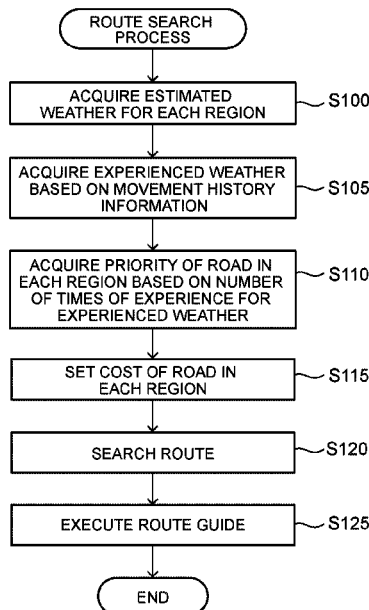 ROUTE SEARCH
PROCESS
ACQUIRE ESTIMATED
WEATHER FOR EACH REGION
S100
ACQUIRE EXPERIENCED WEATHER
BASED ON MOVEMENT HISTORY
INFORMATION
S105
ACQUIRE PRIORITY OF ROAD IN
EACH REGION BASED ON NUMBER
OF TIMES OF EXPERIENCE FOR
EXPERIENCED WEATHER
S110
SET COST OF ROAD IN
EACH REGION
S115
SEARCH ROUTE
S120
EXECUTE ROUTE GUIDE
S125
END